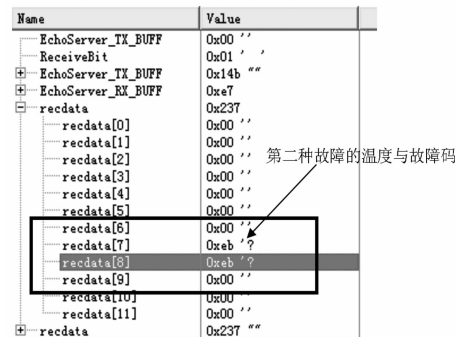 Name Value
EchoServer_TX_BUFF 0x00 ''
ReceiveBit 0x01 ' '
EchoServer_TX_BUFF 0x14b ""
EchoServer_RX_BUFF 0xe7
recdata 0x237
recdata[0] 0x00 ''
recdata[1] 0x00 ''
recdata[2] 0x00 ''
recdata[3] 0x00 ''
第二种故障的温度与故障码
recdata[4] 0x00 ''
recdata[5] 0x00 ''
recdata[6] 0x00 ''
recdata[7] 0xeb '?
recdata[8] 0xeb '?
recdata[9] 0x00 ''
recdata[10] 0x00 ''
recdata[11] 0x00 ''
recdata 0x237 ""